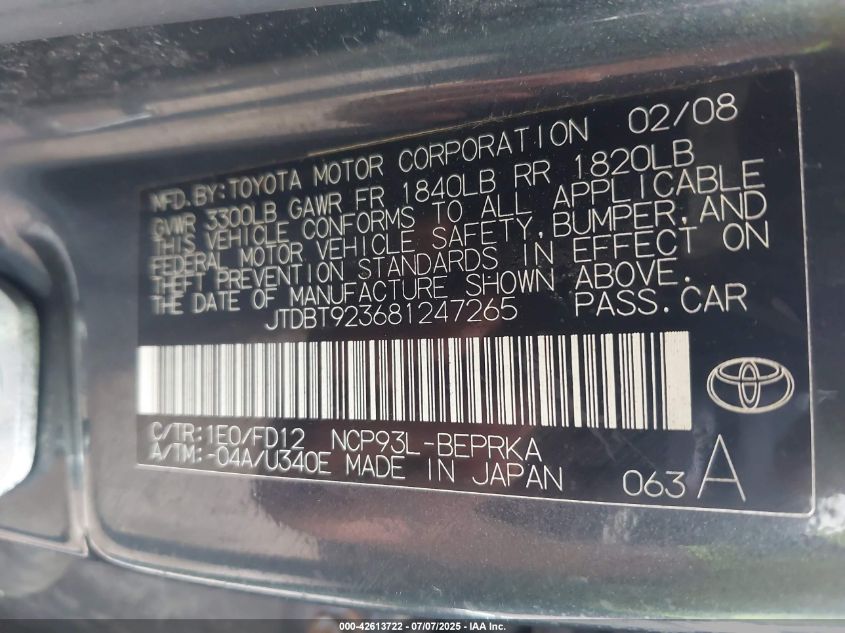 MFD.BY:TOYOTA MOTOR CORPORATION 02/08
GVWR 3300LB GAWR FR 1840LB RR 1820LB
THIS VEHICLE CONFORMS TO ALL APPLICABLE
FEDERAL MOTOR VEHICLE SAFETY,BUMPER,AND
THEFT PREVENTION STANDARDS IN EFFECT ON
THE DATE OF MANUFACTURE SHOWN ABOVE.
JTDBT923681247265 PASS.CAR
C/TR:1E0/FD12 NCP93L-BEPRKA
A/TM:-04A/U340E MADE IN JAPAN
063 A
000-42613722 - 07/07/2025 - IAA Inc.